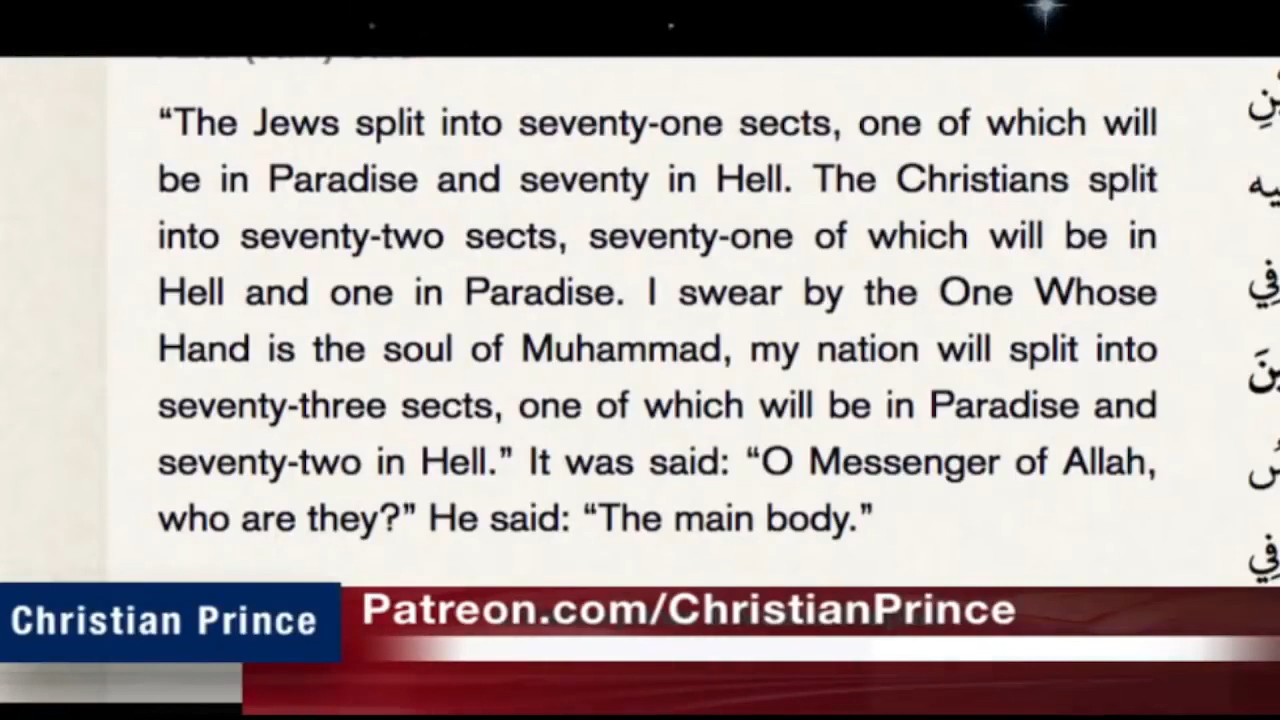 “The Jews split into seventy-one sects, one of which will
be in Paradise and seventy in Hell. The Christians split
into seventy-two sects, seventy-one of which will be in
Hell and one in Paradise. I swear by the One Whose
Hand is the soul of Muhammad, my nation will split into
seventy-three sects, one of which will be in Paradise and
seventy-two in Hell.” It was said: “O Messenger of Allah,
who are they?” He said: “The main body.”
في
Christian Prince
Patreon.com/ChristianPrince